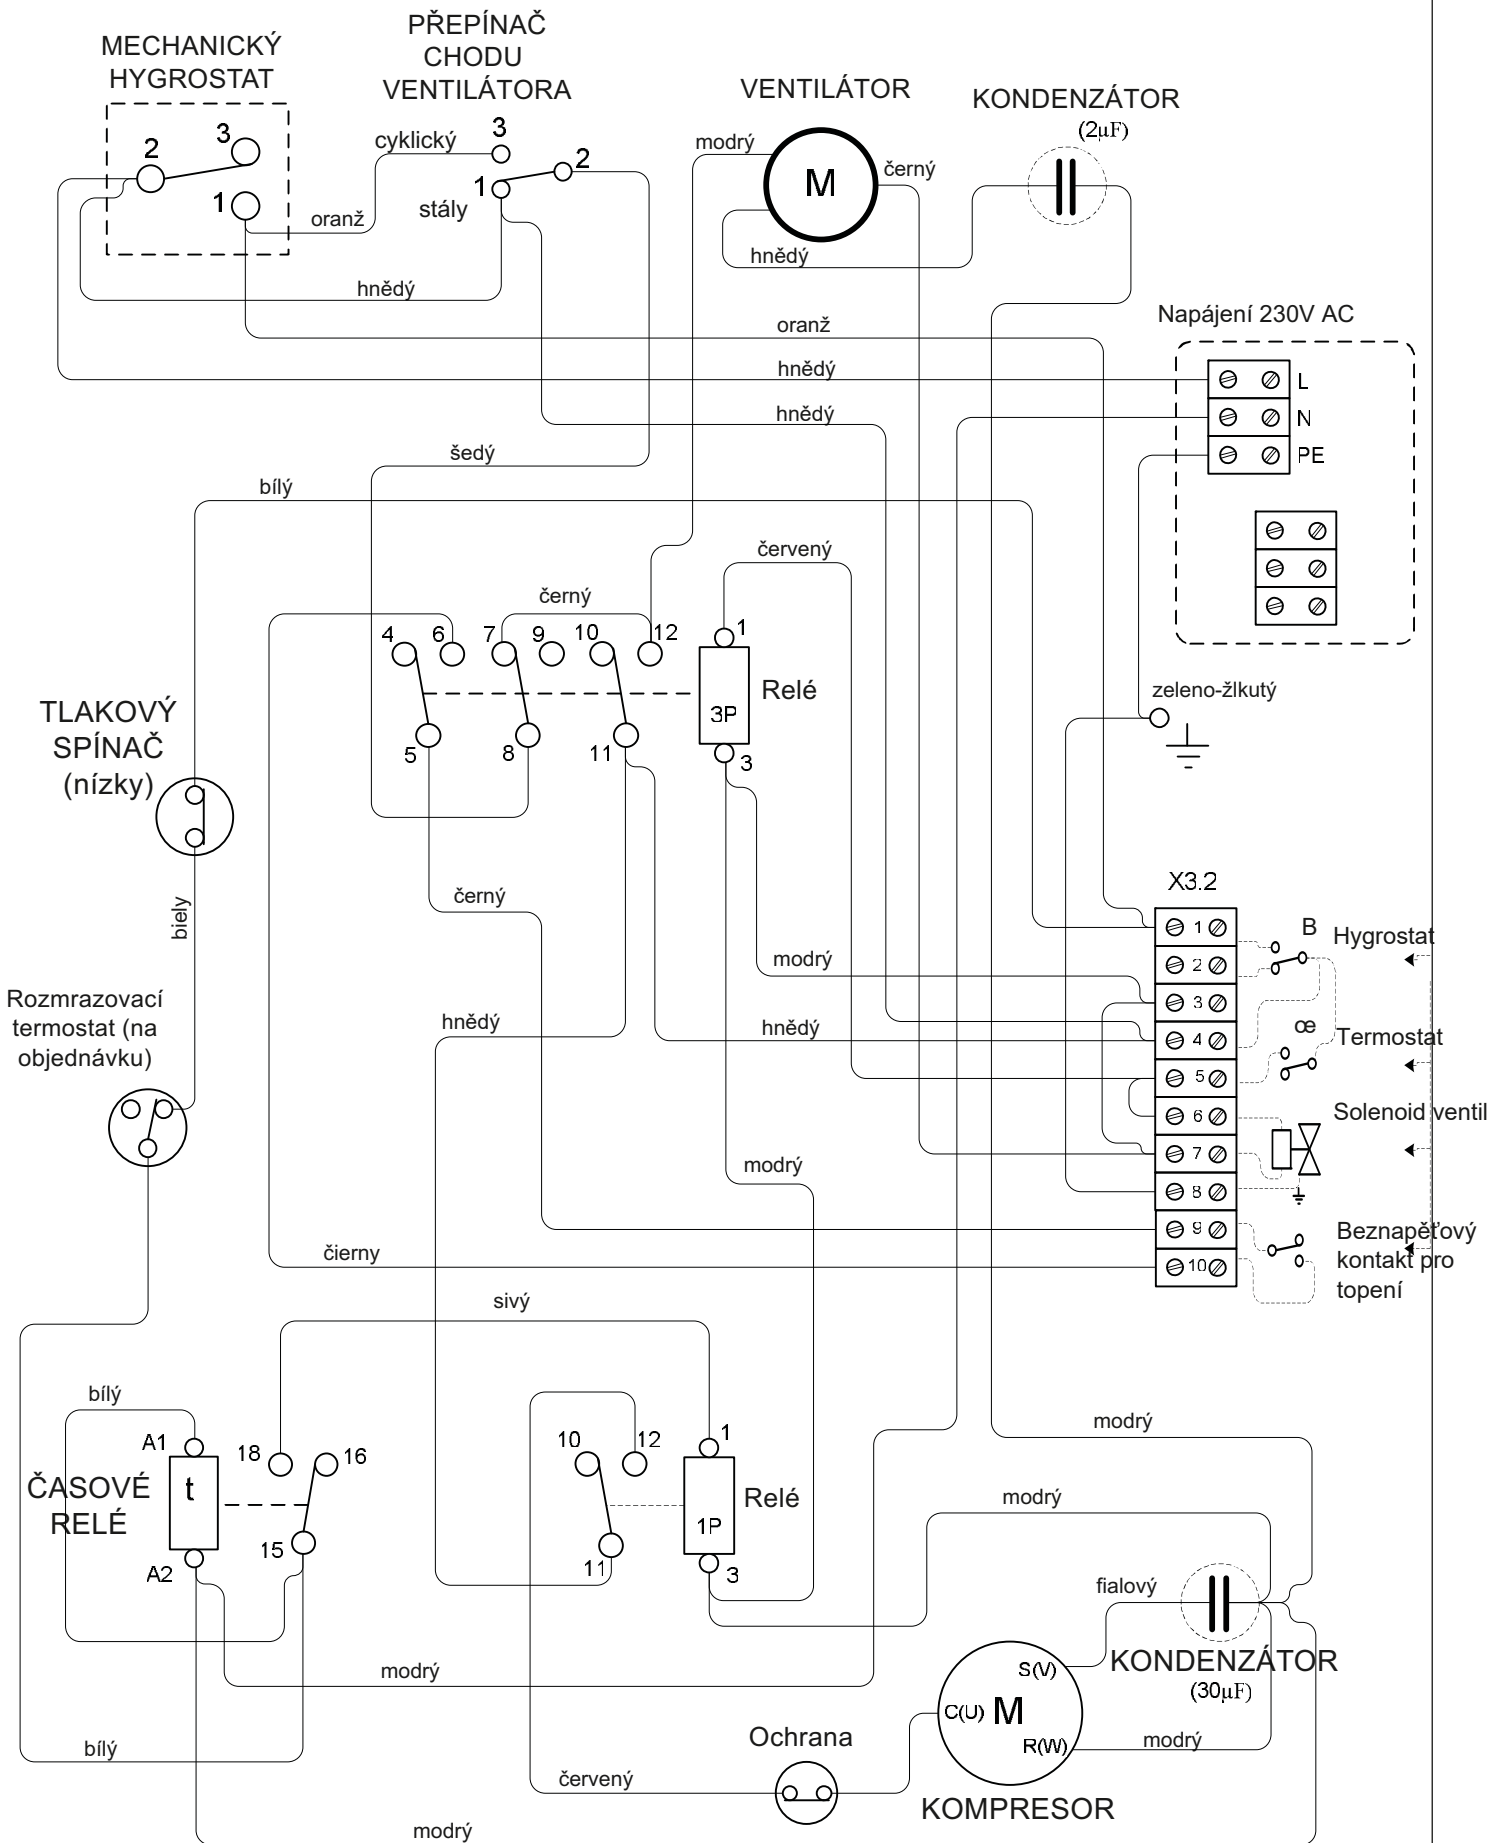 MECHANICKÝ
HYGROSTAT
2
3
1
PŘEPÍNAČ
CHODU
VENTILÁTORA
cyklický
3
2
1
stály
oranž
hnědý
VENTILÁTOR
modrý
M
černý
hnědý
KONDENZÁTOR
(2µF)
oranž
hnědý
hnědý
šedý
bílý
Napájení 230V AC
L
N
PE
zeleno-žlkutý
červený
černý
4
6
7
9
10
12
1
5
8
11
3P
Relé
3
TLAKOVÝ
SPÍNAČ
(nízky)
biely
černý
modrý
hnědý
hnědý
Rozmrazovací
termostat (na
objednávku)
X3.2
1
2
3
4
5
6
7
8
9
10
B
Hygrostat
œ
Termostat
Solenoid ventil
Beznapěťový
kontakt pro
topení
modrý
čierny
sivý
bílý
A1
t
A2
ČASOVÉ
RELÉ
18
16
15
10
12
1
11
1P
Relé
3
modrý
modrý
fialový
KONDENZÁTOR
(30µF)
modrý
S(V)
C(U)
M
R(W)
modrý
KOMPRESOR
Ochrana
bílý
červený
modrý